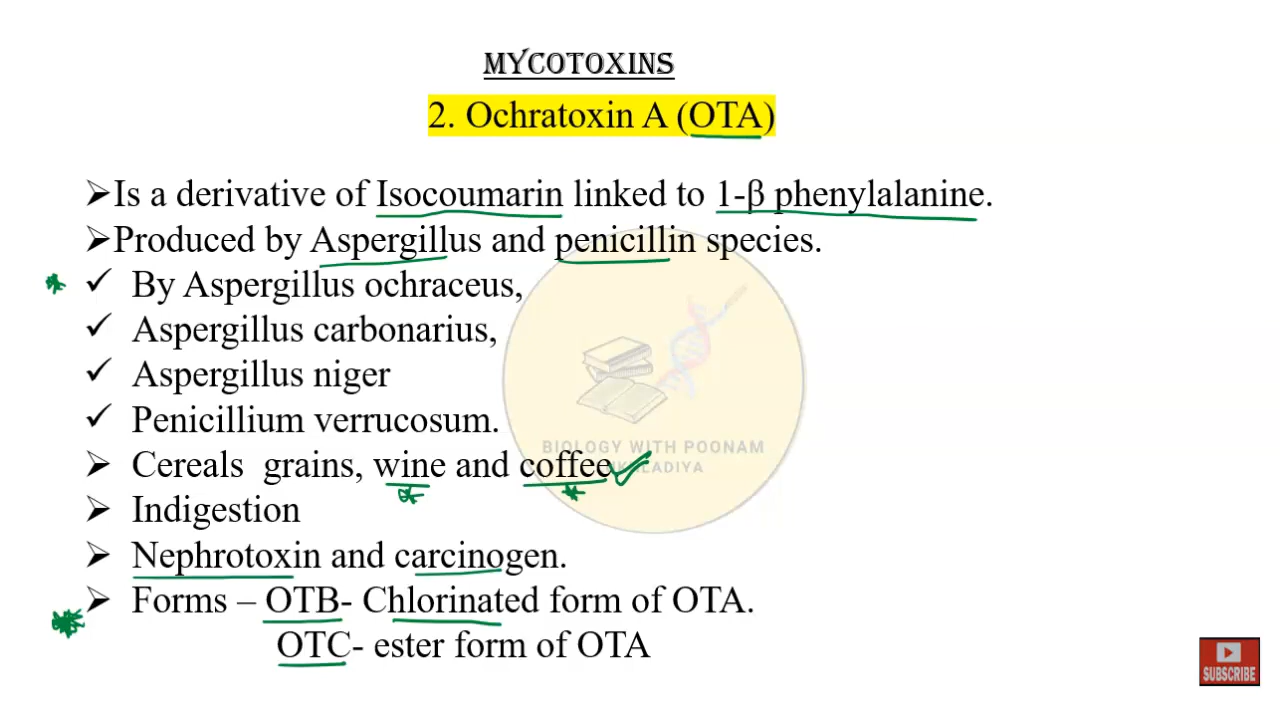 MYCOTOXINS
2. Ochratoxin A (OTA)
➢Is a derivative of Isocoumarin linked to 1-β phenylalanine.
➢Produced by Aspergillus and penicillin species.
✓ By Aspergillus ochraceus,
✓ Aspergillus carbonarius,
✓ Aspergillus niger
✓ Penicillium verrucosum.
➢ Cereals grains, wine and coffee
➢ Indigestion
➢ Nephrotoxin and carcinogen.
➢ Forms – OTB- Chlorinated form of OTA.
OTC- ester form of OTA
BIOLOGY WITH POONAM
SUBSCRIBE